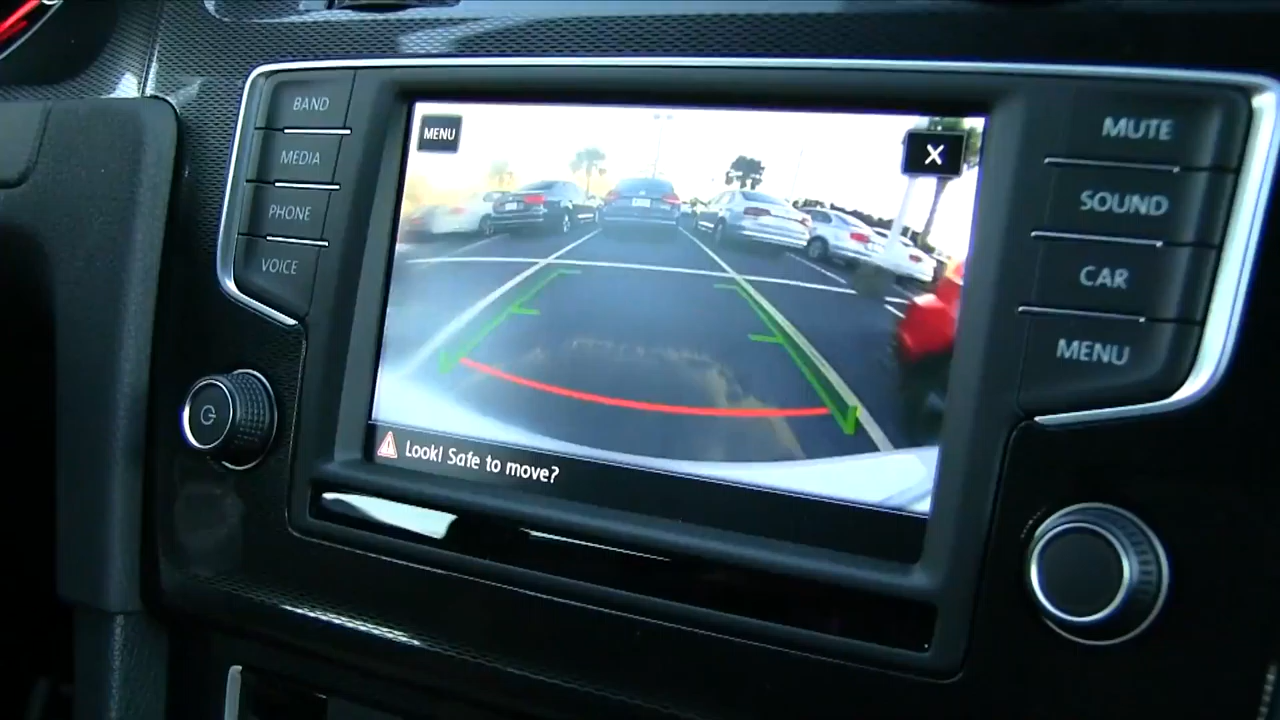 BAND
MEDIA
PHONE
VOICE
MENU
X
Look! Safe to move?
MUTE
SOUND
CAR
MENU